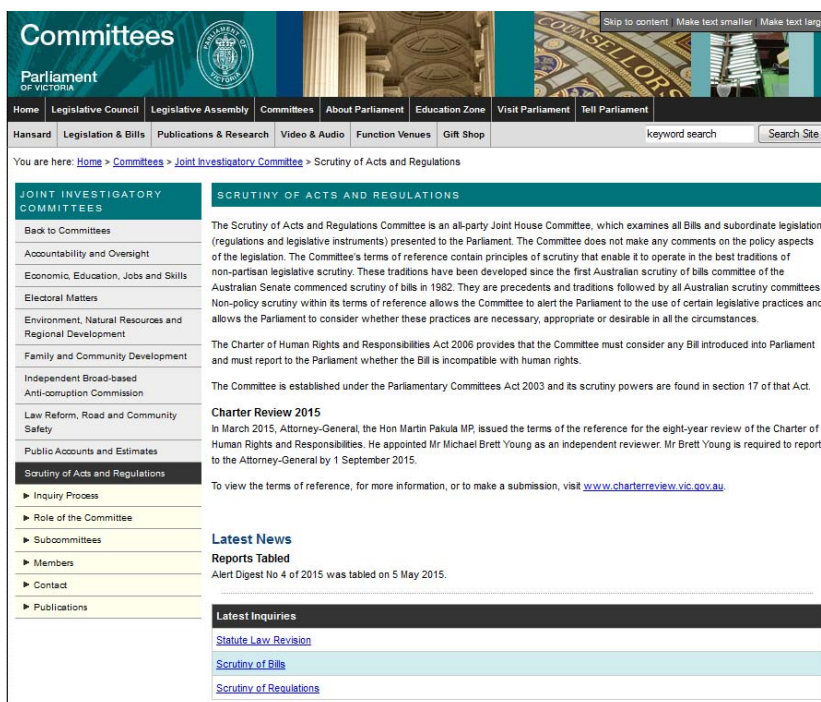 Skip to content | Make text smaller | Make text larg
Committees
Parliament
OF VICTORIA
PARLIAMENT OF VICTORIA
COUNSELLORS
Home Legislative Council Legislative Assembly Committees About Parliament Education Zone Visit Parliament Tell Parliament
Hansard Legislation & Bills Publications & Research Video & Audio Function Venues Gift Shop keyword search Search Site
You are here: Home > Committees > Joint Investigatory Committee > Scrutiny of Acts and Regulations
JOINT INVESTIGATORY
COMMITTEES
Back to Committees
Accountability and Oversight
Economic, Education, Jobs and Skills
Electoral Matters
Environment, Natural Resources and
Regional Development
Family and Community Development
Independent Broad-based
Anti-corruption Commission
Law Reform, Road and Community
Safety
Public Accounts and Estimates
Scrutiny of Acts and Regulations
Inquiry Process
Role of the Committee
Subcommittees
Members
Contact
Publications
SCRUTINY OF ACTS AND REGULATIONS
The Scrutiny of Acts and Regulations Committee is an all-party Joint House Committee, which examines all Bills and subordinate legislation
(regulations and legislative instruments) presented to the Parliament. The Committee does not make any comments on the policy aspects
of the legislation. The Committee's terms of reference contain principles of scrutiny that enable it to operate in the best traditions of
non-partisan legislative scrutiny. These traditions have been developed since the first Australian scrutiny of bills committee of the
Australian Senate commenced scrutiny of bills in 1982. They are precedents and traditions followed by all Australian scrutiny committees
Non-policy scrutiny within its terms of reference allows the Committee to alert the Parliament to the use of certain legislative practices and
allows the Parliament to consider whether these practices are necessary, appropriate or desirable in all the circumstances.
The Charter of Human Rights and Responsibilities Act 2006 provides that the Committee must consider any Bill introduced into Parliament
and must report to the Parliament whether the Bill is incompatible with human rights.
The Committee is established under the Parliamentary Committees Act 2003 and its scrutiny powers are found in section 17 of that Act.
Charter Review 2015
In March 2015, Attorney-General, the Hon Martin Pakula MP, issued the terms of the reference for the eight-year review of the Charter of
Human Rights and Responsibilities. He appointed Mr Michael Brett Young as an independent reviewer. Mr Brett Young is required to report
to the Attorney-General by 1 September 2015.
To view the terms of reference, for more information, or to make a submission, visit www.charterreview.vic.gov.au.
Latest News
Reports Tabled
Alert Digest No 4 of 2015 was tabled on 5 May 2015.
Latest Inquiries
Statute Law Revision
Scrutiny of Bills
Scrutiny of Regulations